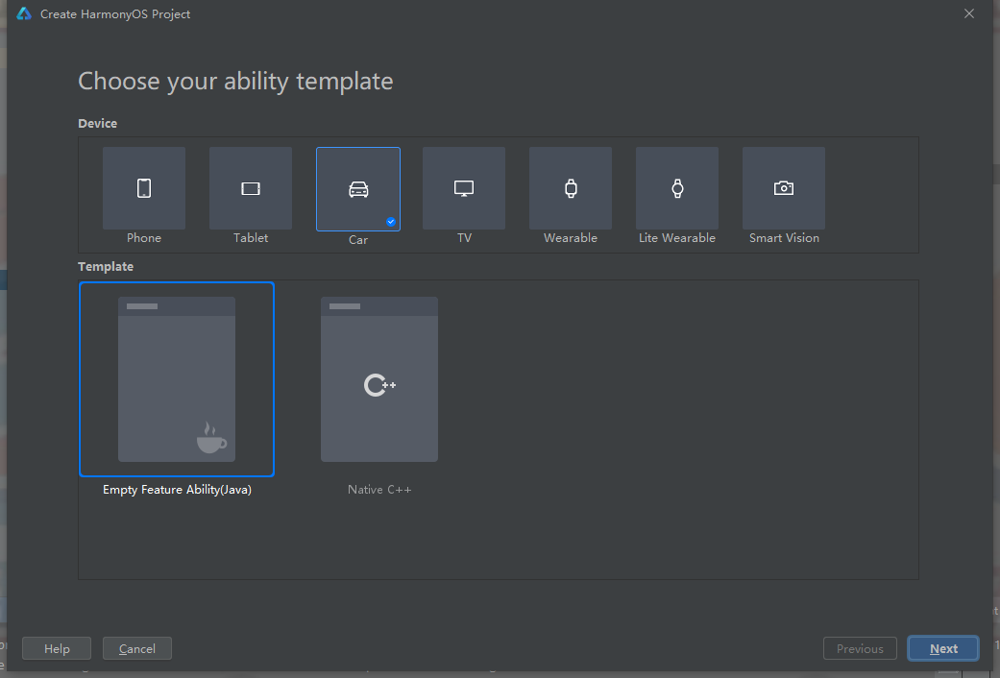 Create HarmonyOS Project
Choose your ability template
Device
Phone
Tablet
Car
TV
Wearable
Lite Wearable
Smart Vision
Template
C++
Empty Feature Ability(Java)
Native C++
Help
Cancel
Previous
Next